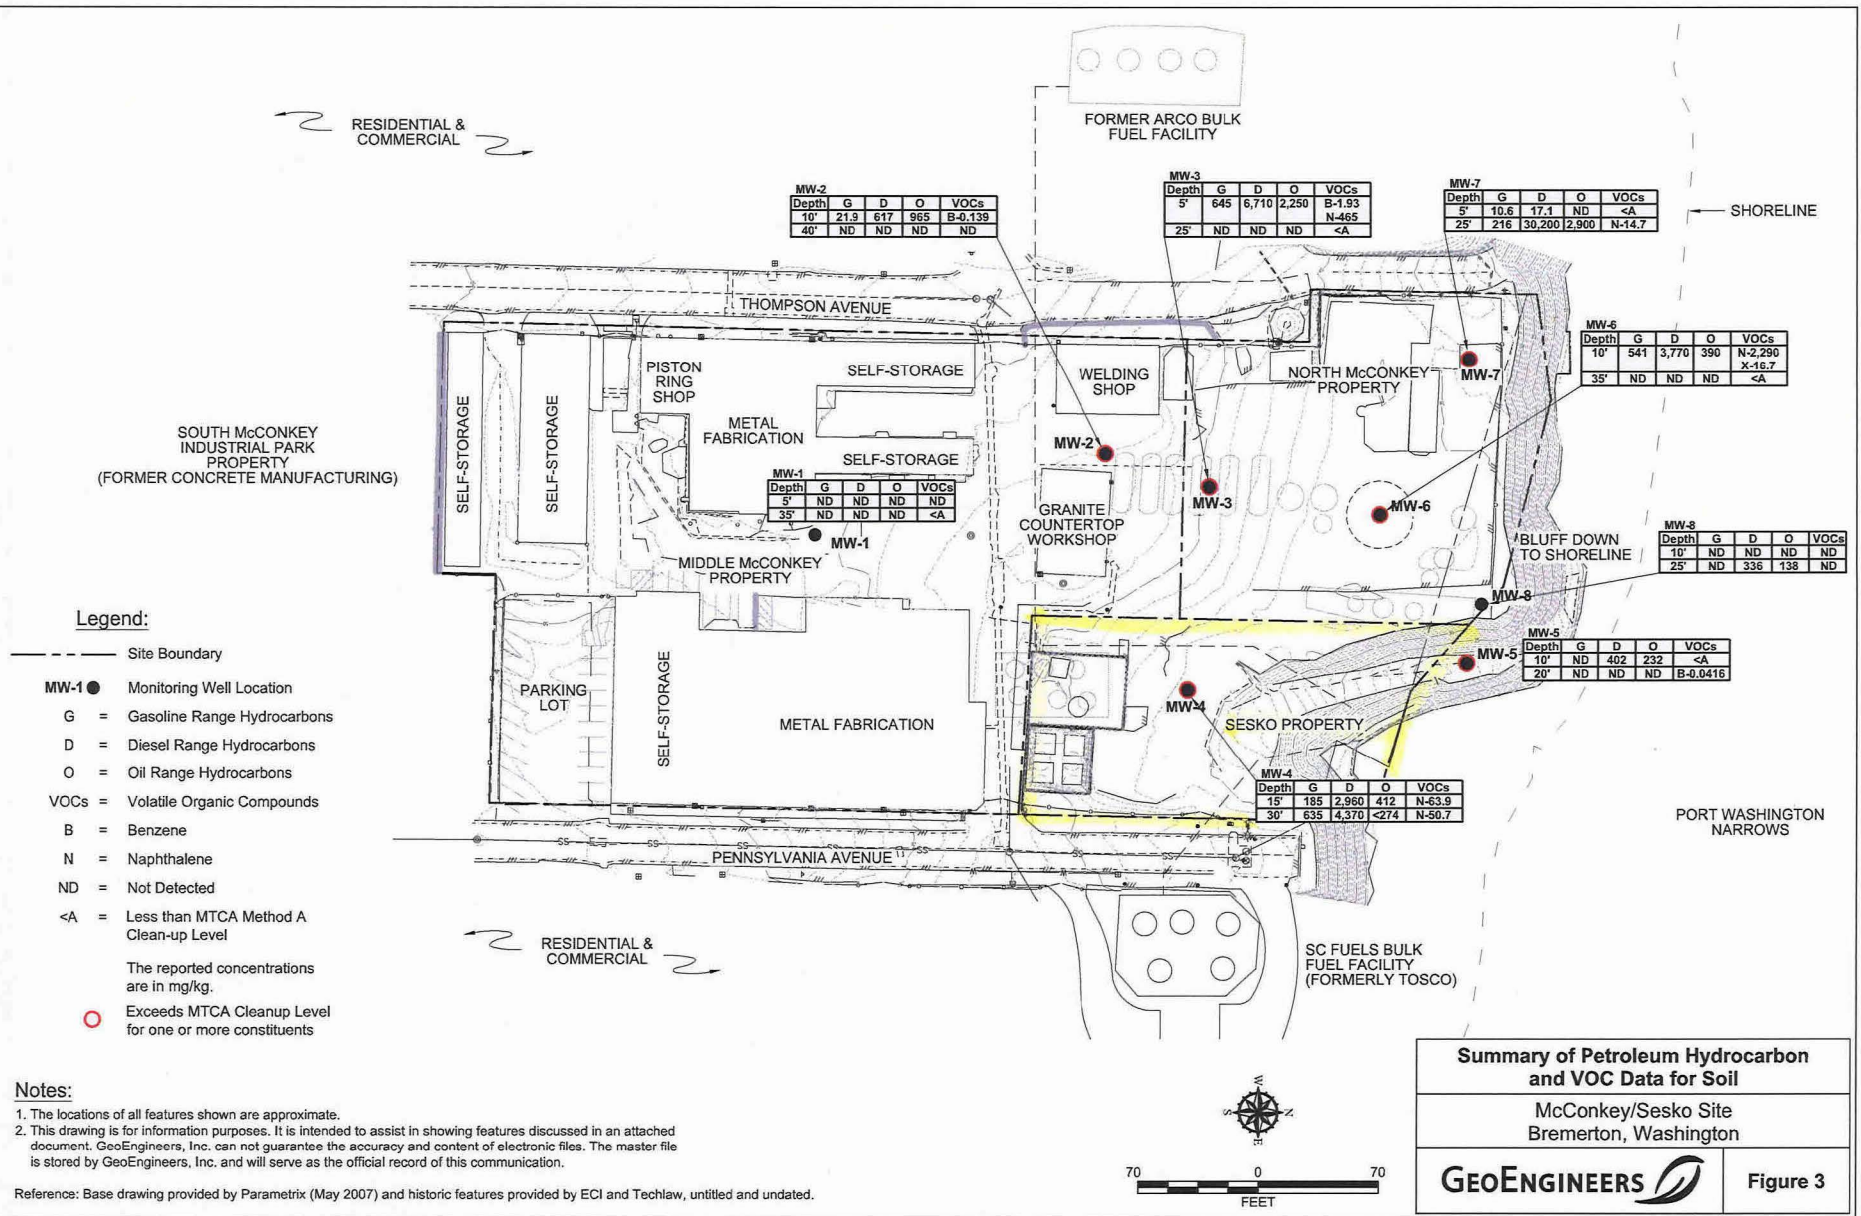 FORMER ARCO BULK
FUEL FACILITY
RESIDENTIAL &
COMMERCIAL
MW-2
Depth G D O VOCs
10' 21.9 617 965 B-0.139
40' ND ND ND ND
MW-3
Depth G D O VOCs
5' 645 6,710 2,250 B-1.93
N-465
25' ND ND ND <A
MW-7
Depth G D O VOCs
5' 10.6 17.1 ND <A
25' 216 30,200 2,900 N-14.7
SHORELINE
THOMPSON AVENUE
MW-6
Depth G D O VOCs
10' 541 3,770 390 N-2,290
X-16.7
35' ND ND ND <A
PISTON
RING
SHOP
SELF-STORAGE
WELDING
SHOP
NORTH McCONKEY
PROPERTY
MW-7
SELF-STORAGE
SELF-STORAGE
METAL
FABRICATION
SELF-STORAGE
MW-2
SOUTH McCONKEY
INDUSTRIAL PARK
PROPERTY
(FORMER CONCRETE MANUFACTURING)
MW-1
Depth G D O VOCs
5' ND ND ND ND
35' ND ND ND <A
MW-1
MW-3
MW-6
GRANITE
COUNTERTOP
WORKSHOP
MIDDLE McCONKEY
PROPERTY
BLUFF DOWN
TO SHORELINE
MW-8
Depth G D O VOCs
10' ND ND ND ND
25' ND 336 138 ND
MW-8
MW-5
Depth G D O VOCs
10' ND 402 232 <A
20' ND ND ND B-0.0416
MW-5
PARKING
LOT
SELF-STORAGE
METAL FABRICATION
MW-4
SESKO PROPERTY
MW-4
Depth G D O VOCs
15' 185 2,960 412 N-63.9
30' 635 4,370 <274 N-50.7
PORT WASHINGTON
NARROWS
SS
SS
SS
SS
PENNSYLVANIA AVENUE
RESIDENTIAL &
COMMERCIAL
SC FUELS BULK
FUEL FACILITY
(FORMERLY TOSCO)
Legend:
Site Boundary
MW-1 Monitoring Well Location
G = Gasoline Range Hydrocarbons
D = Diesel Range Hydrocarbons
O = Oil Range Hydrocarbons
VOCs = Volatile Organic Compounds
B = Benzene
N = Naphthalene
ND = Not Detected
<A = Less than MTCA Method A
Clean-up Level
The reported concentrations
are in mg/kg.
Exceeds MTCA Cleanup Level
for one or more constituents
Notes:
1. The locations of all features shown are approximate.
2. This drawing is for information purposes. It is intended to assist in showing features discussed in an attached
document. GeoEngineers, Inc. can not guarantee the accuracy and content of electronic files. The master file
is stored by GeoEngineers, Inc. and will serve as the official record of this communication.
Reference: Base drawing provided by Parametrix (May 2007) and historic features provided by ECI and Techlaw, untitled and undated.
W
S N
E
70 0 70
FEET
Summary of Petroleum Hydrocarbon
and VOC Data for Soil
McConkey/Sesko Site
Bremerton, Washington
GEOENGINEERS
Figure 3